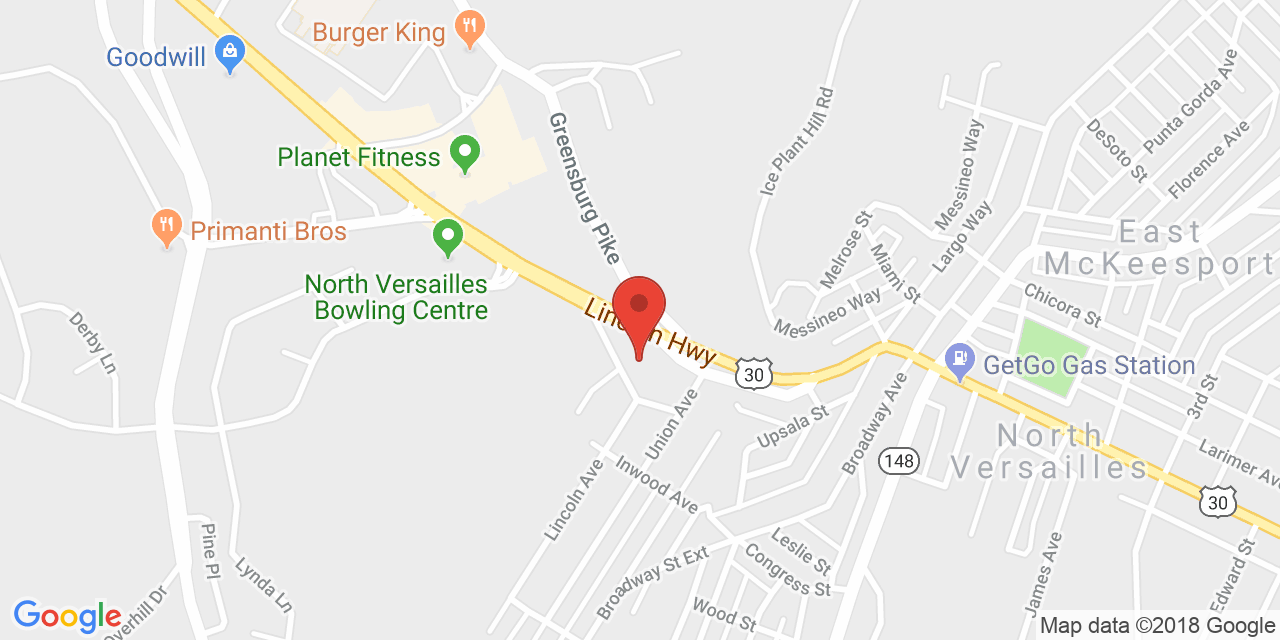 Burger King
Goodwill
Greensburg Pike
Ice Plant Hill Rd
Punta Gorda Ave
DeSoto St
Florence Ave
Planet Fitness
Messineo Way
Primanti Bros
Melrose St
Largo Way
EAST
MCKEESPORT
Miami St
North Versailles
Bowling Centre
Chicora St
Messineo Way
Lincoln Hwy
Derby Ln
30
GetGo Gas Station
3rd St
Upsala St
Broadway Ave
Union Ave
NORTH
VERSAILLES
Larimer Ave
148
Inwood Ave
Lincoln Ave
30
Pine Pl
Leslie St
Congress St
Broadway St Ext
Lynda Ln
James Ave
Edward St
Overhill Dr
Wood St
Google
Map data ©2018 Google